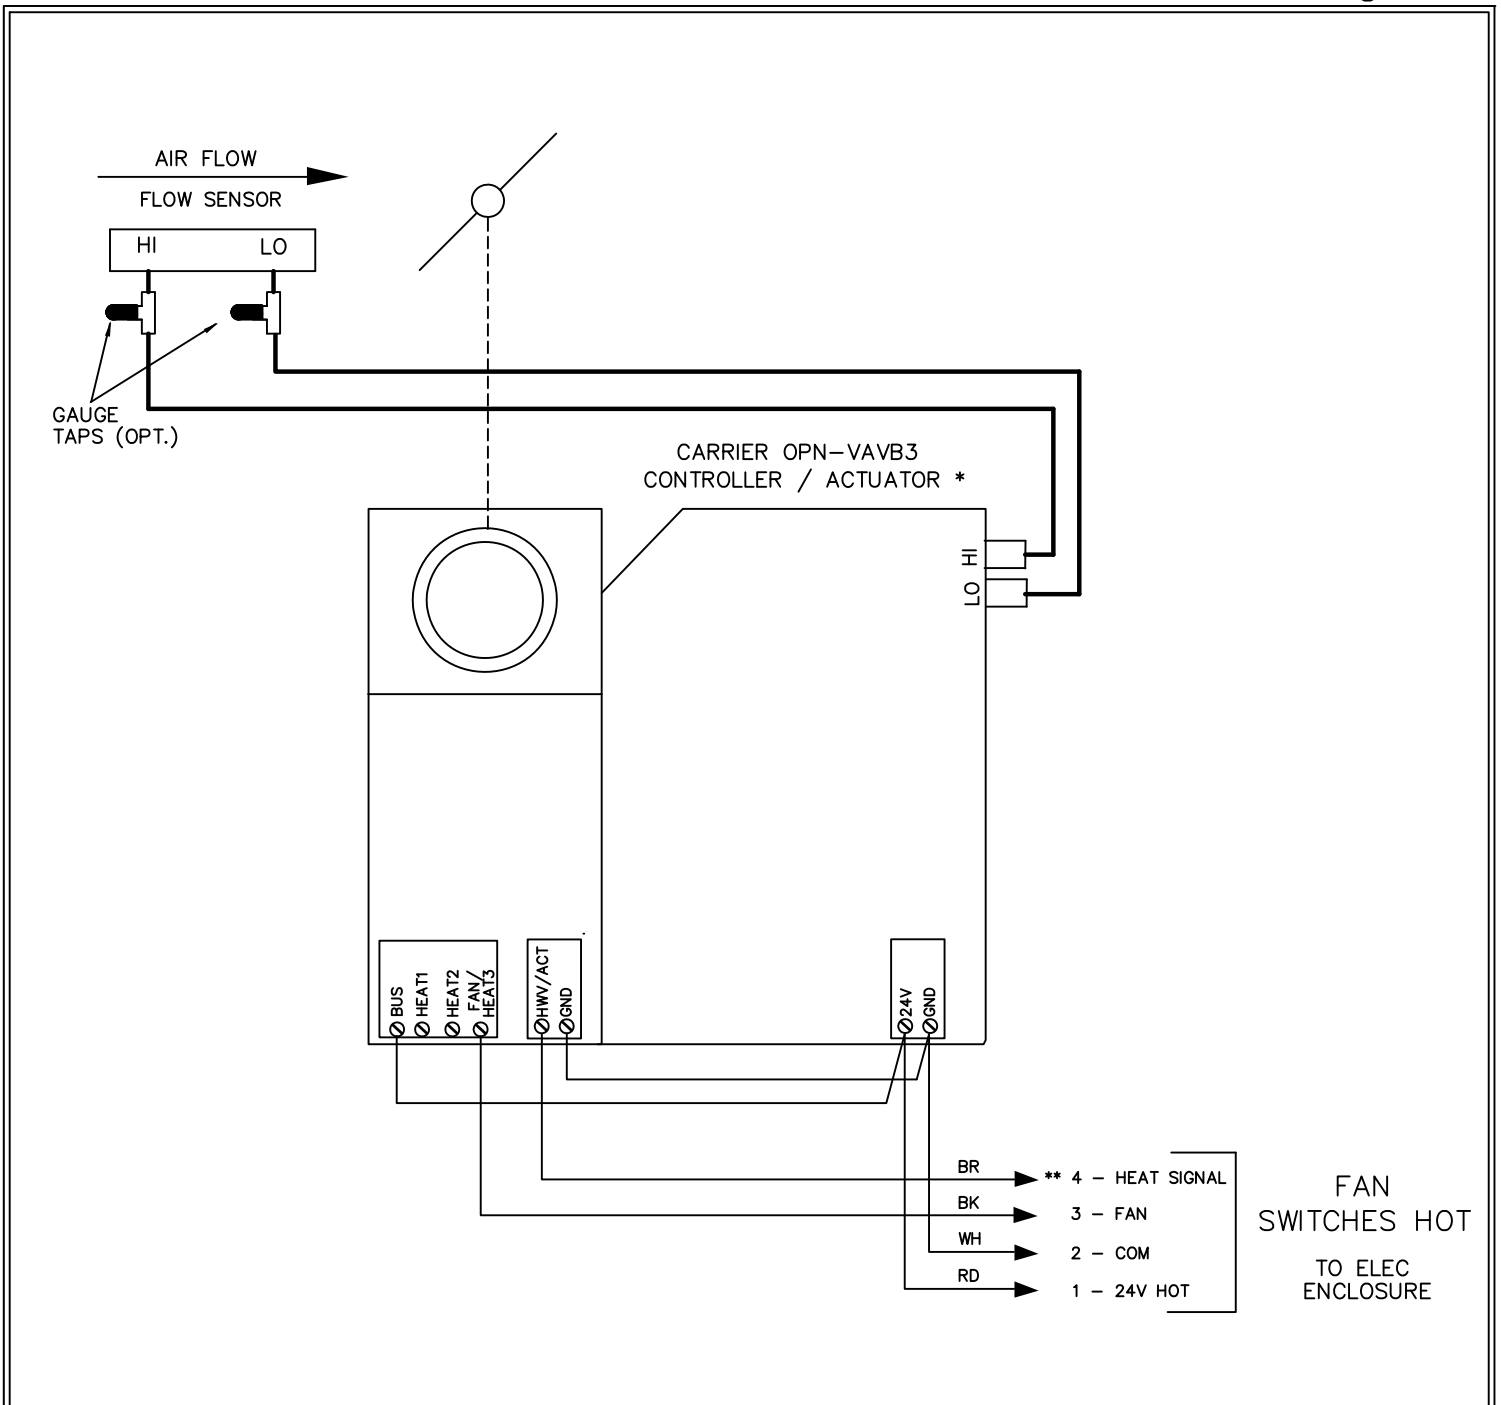 AIR FLOW
FLOW SENSOR
HI
LO
GAUGE
TAPS (OPT.)
CARRIER OPN-VAVB3
CONTROLLER / ACTUATOR *
HI
LO
BUS
HEAT1
HEAT2
FAN/
HEAT3
HWV/ACT
GND
24V
GND
BR
** 4 - HEAT SIGNAL
BK
3 - FAN
WH
2 - COM
RD
1 - 24V HOT
FAN
SWITCHES HOT
TO ELEC
ENCLOSURE